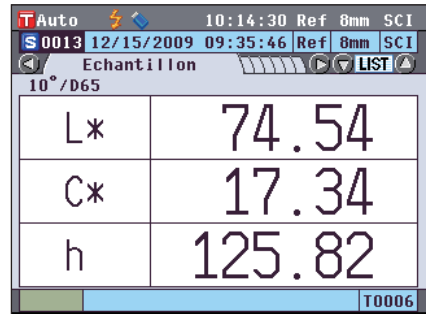 T Auto 10:14:30 Ref 8mm SCI
S 0013 12/15/2009 09:35:46 Ref 8mm SCI
Echantillon LIST
10°/D65
L* 74.54
C* 17.34
h 125.82
T0006